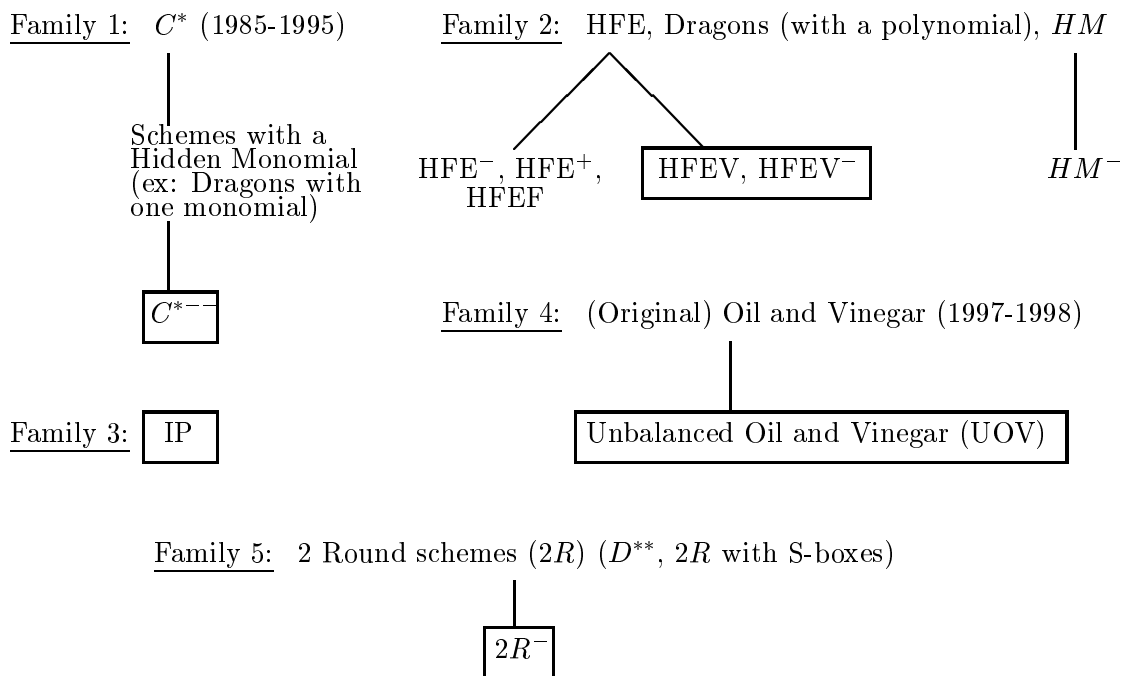 Family 1: C* (1985-1995)
Family 2: HFE, Dragons (with a polynomial), HM
Schemes with a
Hidden Monomial
(ex: Dragons with
one monomial)
HFE⁻, HFE⁺,
HFEF
HFEV, HFEV⁻
HM⁻
C*⁻⁻
Family 4: (Original) Oil and Vinegar (1997-1998)
Family 3: IP
Unbalanced Oil and Vinegar (UOV)
Family 5: 2 Round schemes (2R) (D**, 2R with S-boxes)
2R⁻